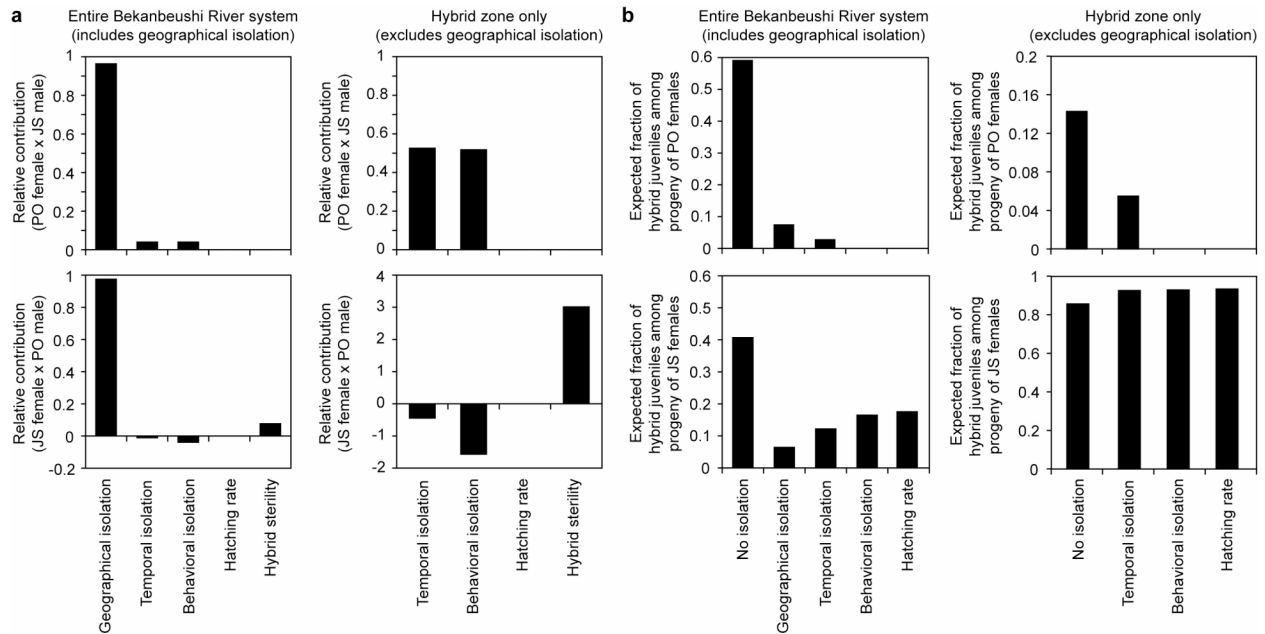 a
Entire Bekanbeushi River system
(includes geographical isolation)
Hybrid zone only
(excludes geographical isolation)
Relative contribution
(PO female x JS male)
1
0.8
0.6
0.4
0.2
0
Relative contribution
(PO female x JS male)
1
0.8
0.6
0.4
0.2
0
Relative contribution
(JS female x PO male)
1
0.8
0.6
0.4
0.2
0
-0.2
Geographical isolation
Temporal isolation
Behavioral isolation
Hatching rate
Hybrid sterility
Relative contribution
(JS female x PO male)
4
3
2
1
0
-1
-2
Temporal isolation
Behavioral isolation
Hatching rate
Hybrid sterility
b
Entire Bekanbeushi River system
(includes geographical isolation)
Hybrid zone only
(excludes geographical isolation)
Expected fraction of
hybrid juveniles among
progeny of PO females
0.6
0.5
0.4
0.3
0.2
0.1
0
Expected fraction of
hybrid juveniles among
progeny of PO females
0.2
0.16
0.12
0.08
0.04
0
Expected fraction of
hybrid juveniles among
progeny of JS females
0.6
0.5
0.4
0.3
0.2
0.1
0
No isolation
Geographical isolation
Temporal isolation
Behavioral isolation
Hatching rate
Expected fraction of
hybrid juveniles among
progeny of JS females
1
0.8
0.6
0.4
0.2
0
No isolation
Temporal isolation
Behavioral isolation
Hatching rate